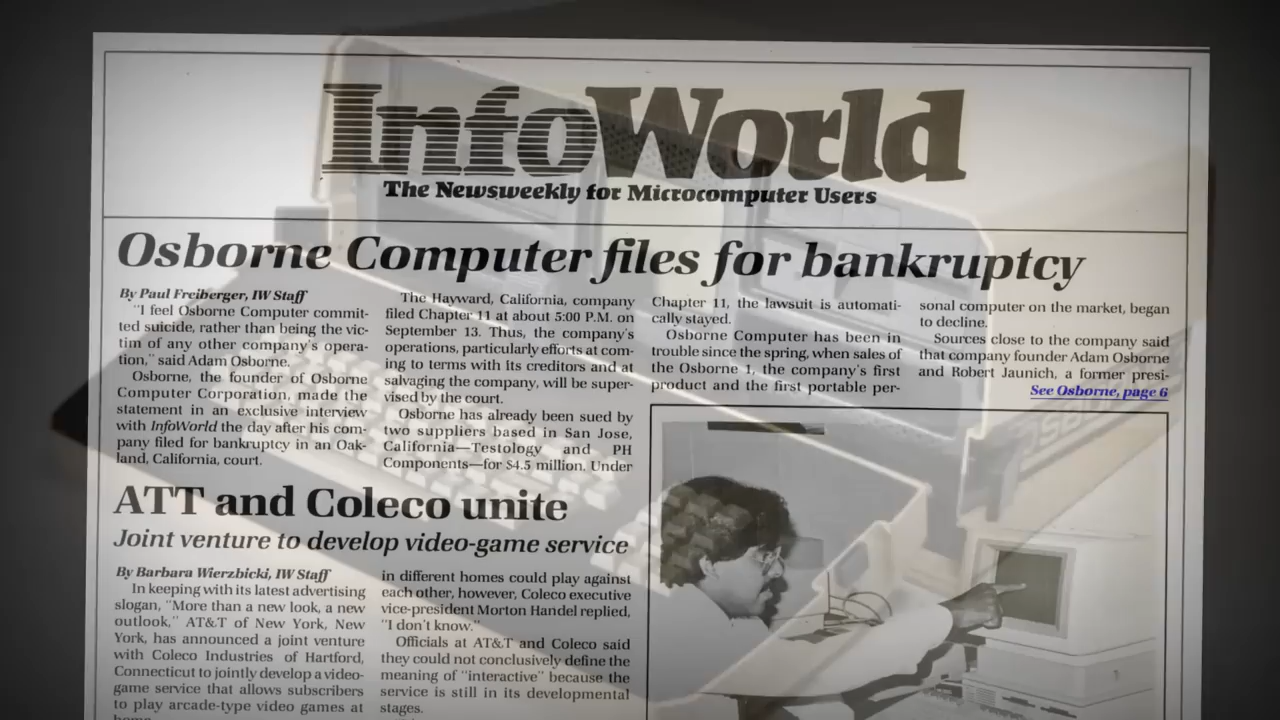 InfoWorld
The Newsweekly for Microcomputer Users
Osborne Computer files for bankruptcy
By Paul Freiberger, IW Staff
"I feel Osborne Computer commit-
ted suicide, rather than being the vic-
tim of any other company's opera-
tion," said Adam Osborne.
Osborne, the founder of Osborne
Computer Corporation, made the
statement in an exclusive interview
with InfoWorld the day after his com-
pany filed for bankruptcy in an Oak-
land, California, court.
The Hayward, California, company
filed Chapter 11 at about 5:00 P.M. on
September 13. Thus, the company's
operations, particularly efforts at com-
ing to terms with its creditors and at
salvaging the company, will be super-
vised by the court.
Osborne has already been sued by
two suppliers based in San Jose,
California—Testology and PH
Components—for $4.5 million. Under
Chapter 11, the lawsuit is automati-
cally stayed.
Osborne Computer has been in
trouble since the spring, when sales of
the Osborne 1, the company's first
product and the first portable per-
sonal computer on the market, began
to decline.
Sources close to the company said
that company founder Adam Osborne
and Robert Jaunich, a former presi-
See Osborne, page 6
ATT and Coleco unite
Joint venture to develop video-game service
By Barbara Wierzbicki, IW Staff
In keeping with its latest advertising
slogan, "More than a new look, a new
outlook," AT&T of New York, New
York, has announced a joint venture
with Coleco Industries of Hartford,
Connecticut to jointly develop a video-
game service that allows subscribers
to play arcade-type video games at
home.
in different homes could play against
each other, however, Coleco executive
vice-president Morton Handel replied,
"I don't know."
Officials at AT&T and Coleco said
they could not conclusively define the
meaning of "interactive" because the
service is still in its developmental
stages.